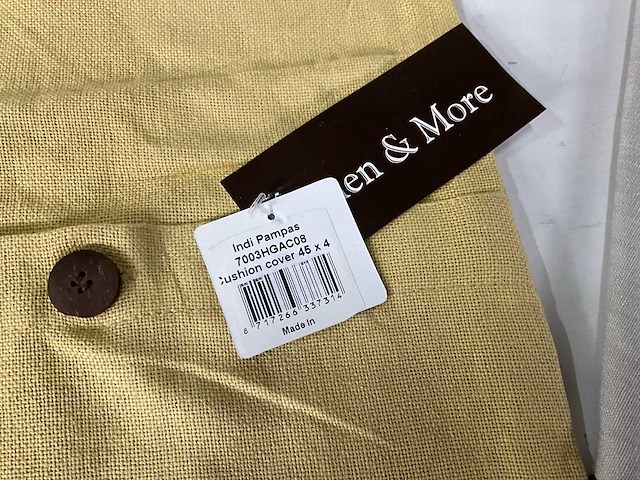 en & More
Indi Pampas
7003HGAC08
Cushion cover 45 x 4
8 717266 337314
Made In